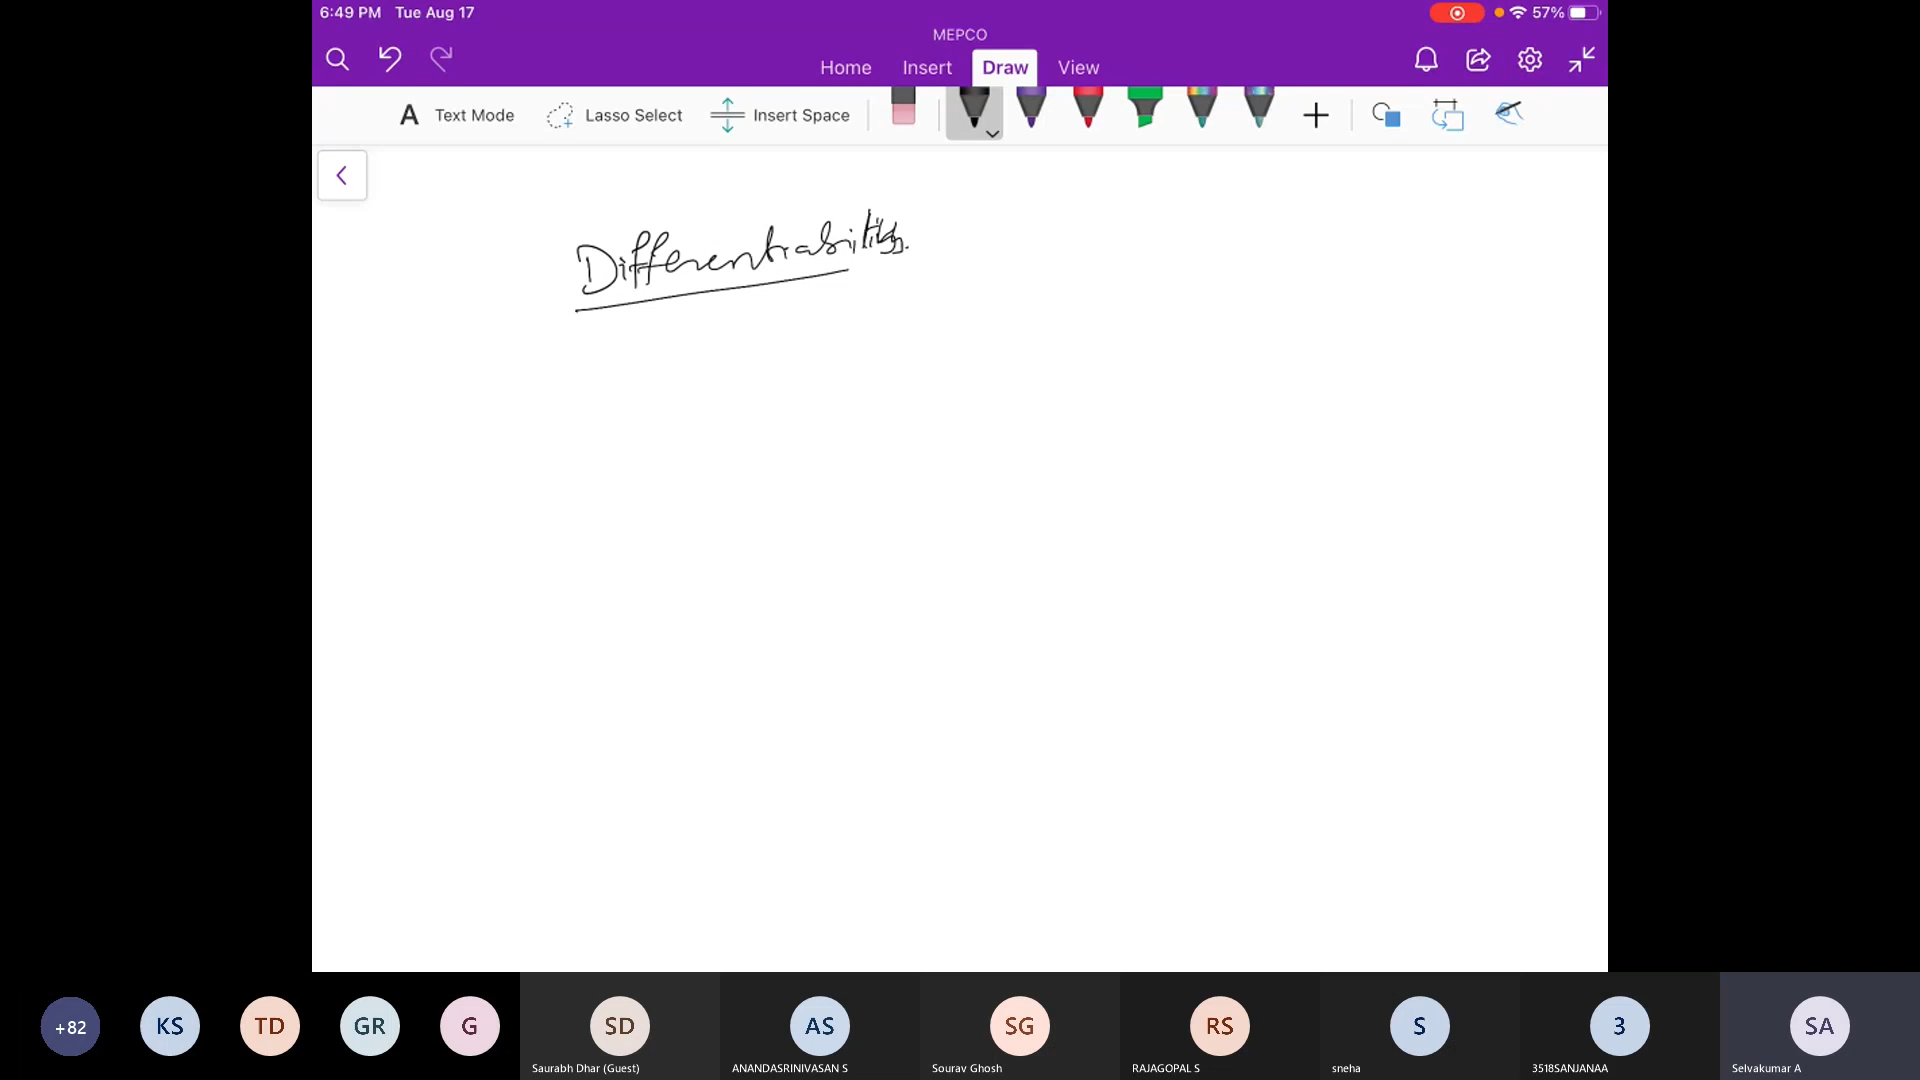 6:49 PM Tue Aug 17
57%
MEPCO
Home Insert Draw View
A Text Mode Lasso Select Insert Space
Differentiability.
+82 KS TD GR G SD AS SG RS S 3 SA
Saurabh Dhar (Guest) ANANDASRINIVASAN S Sourav Ghosh RAJAGOPAL S sneha 3518SANJANAA Selvakumar A